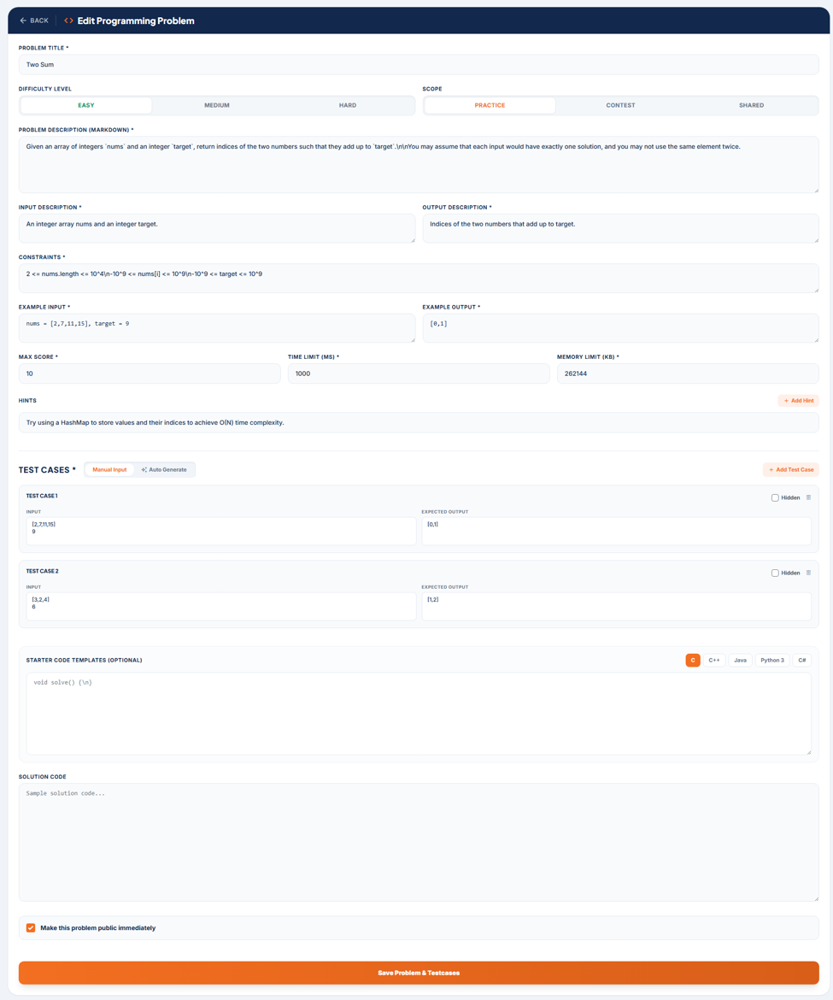 BACK
Edit Programming Problem
PROBLEM TITLE *
Two Sum
DIFFICULTY LEVEL
EASY MEDIUM HARD
SCOPE
PRACTICE CONTEST SHARED
PROBLEM DESCRIPTION (MARKDOWN) *
Given an array of integers `nums` and an integer `target`, return indices of the two numbers such that they add up to `target`.\n\nYou may assume that each input would have exactly one solution, and you may not use the same element twice.
INPUT DESCRIPTION *
An integer array nums and an integer target.
OUTPUT DESCRIPTION *
Indices of the two numbers that add up to target.
CONSTRAINTS *
2 <= nums.length <= 10^4\n-10^9 <= nums[i] <= 10^9\n-10^9 <= target <= 10^9
EXAMPLE INPUT *
nums = [2,7,11,15], target = 9
EXAMPLE OUTPUT *
[0,1]
MAX SCORE *
10
TIME LIMIT (MS) *
1000
MEMORY LIMIT (KB) *
262144
HINTS
+ Add Hint
Try using a HashMap to store values and their indices to achieve O(N) time complexity.
TEST CASES *
Manual Input
Auto Generate
+ Add Test Case
TEST CASE 1
Hidden
INPUT
[2,7,11,15]
9
EXPECTED OUTPUT
[0,1]
TEST CASE 2
Hidden
INPUT
[3,2,4]
6
EXPECTED OUTPUT
[1,2]
STARTER CODE TEMPLATES (OPTIONAL)
C C++ Java Python 3 C#
void solve() {\n}
SOLUTION CODE
Sample solution code...
Make this problem public immediately
Save Problem & Testcases